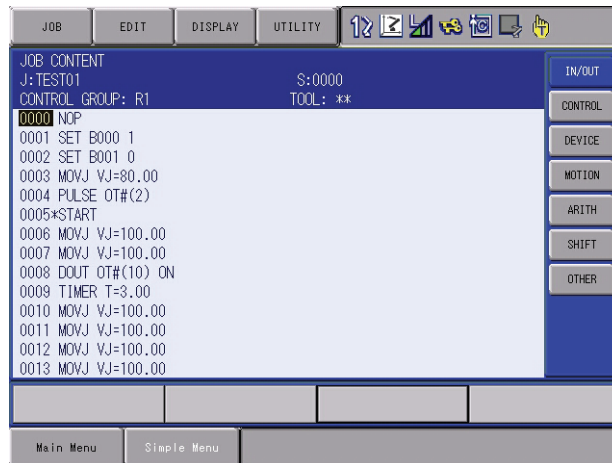 JOB EDIT DISPLAY UTILITY
JOB CONTENT
J:TEST01 S:0000
CONTROL GROUP: R1 TOOL: **
0000 NOP
0001 SET B000 1
0002 SET B001 0
0003 MOVJ VJ=80.00
0004 PULSE OT#(2)
0005*START
0006 MOVJ VJ=100.00
0007 MOVJ VJ=100.00
0008 DOUT OT#(10) ON
0009 TIMER T=3.00
0010 MOVJ VJ=100.00
0011 MOVJ VJ=100.00
0012 MOVJ VJ=100.00
0013 MOVJ VJ=100.00
IN/OUT
CONTROL
DEVICE
MOTION
ARITH
SHIFT
OTHER
Main Menu Simple Menu